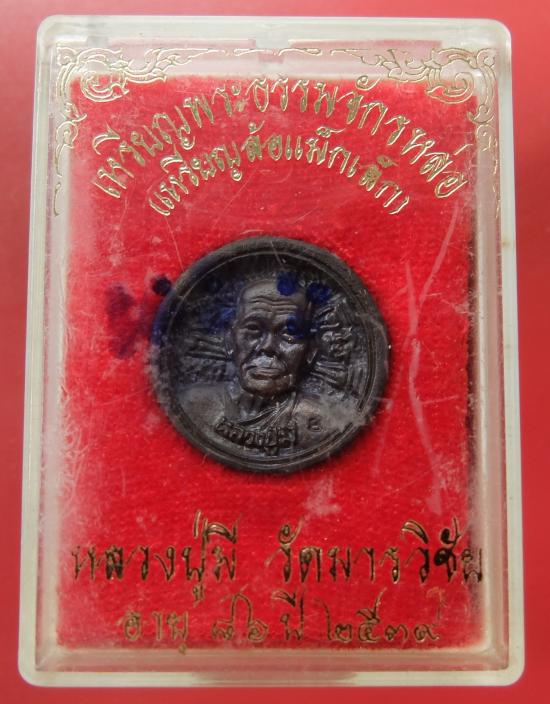 เหรียญพระธรรมจักรหล่อ
(เหรียญล้อแม็กเล็ก)
หลวงปู่มี
หลวงปู่มี วัดมารวิชัย
อายุ ๘๖ ปี ๒๕๓๙